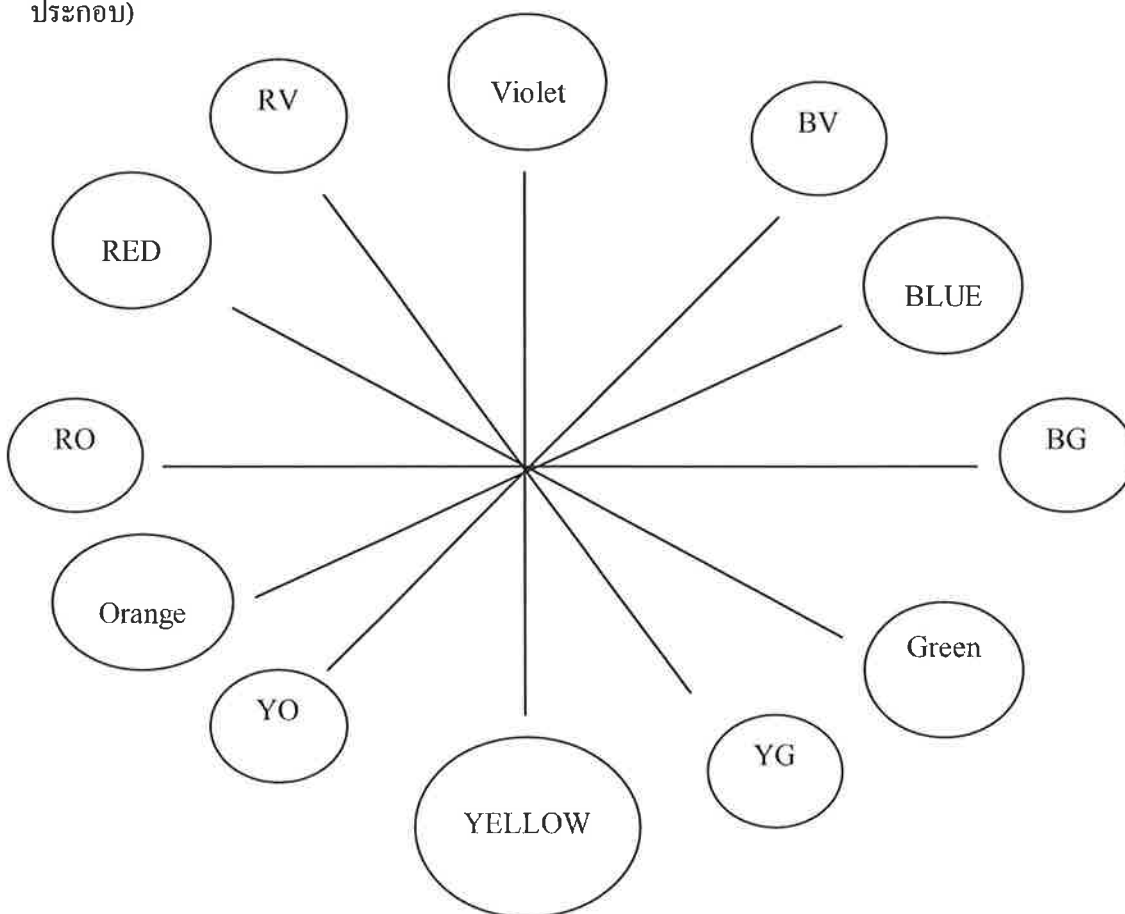 ประกอบ)
Violet
RV
BV
RED
BLUE
RO
BG
Orange
Green
YO
YG
YELLOW